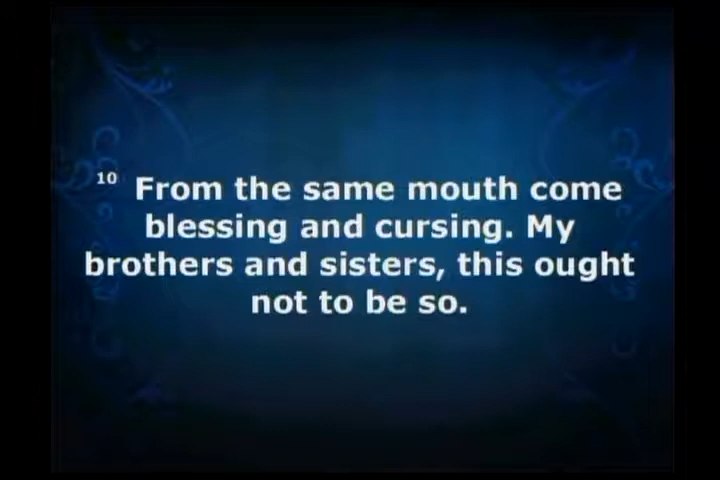 10 From the same mouth come
blessing and cursing. My
brothers and sisters, this ought
not to be so.